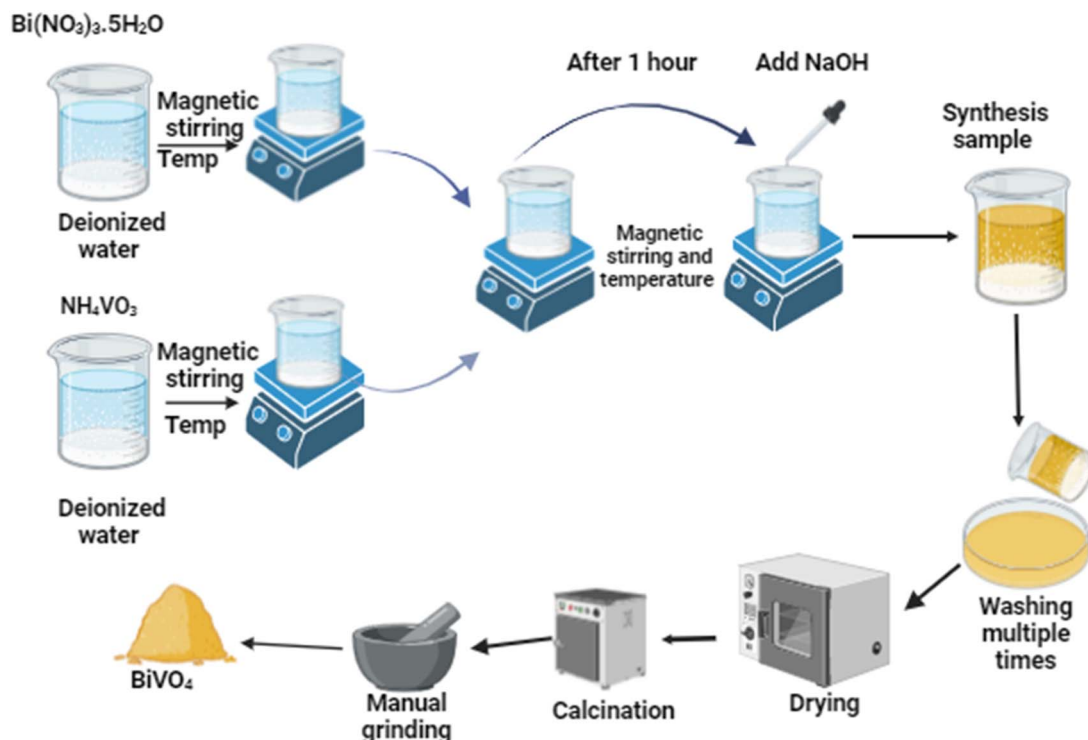 Bi(NO₃)₃.5H₂O
Magnetic
stirring
Temp
Deionized
water
NH₄VO₃
Magnetic
stirring
Temp
Deionized
water
After 1 hour
Magnetic
stirring and
temperature
Add NaOH
Synthesis
sample
Washing
multiple
times
Drying
Calcination
Manual
grinding
BiVO₄